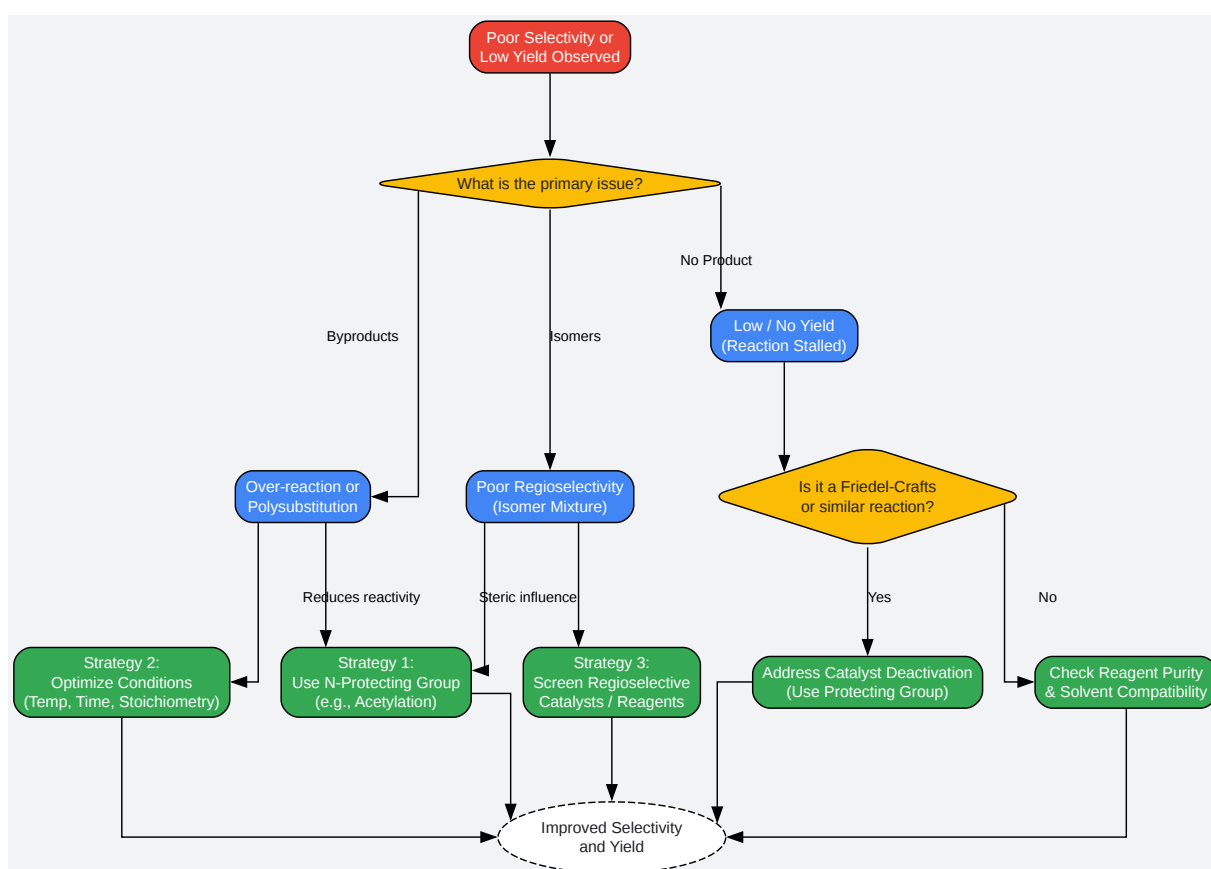 Poor Selectivity or
Low Yield Observed
What is the primary issue?
No Product
Byproducts
Isomers
Low / No Yield
(Reaction Stalled)
Over-reaction or
Polysubstitution
Poor Regioselectivity
(Isomer Mixture)
Is it a Friedel-Crafts
or similar reaction?
Reduces reactivity
Steric influence
Yes
No
Strategy 2:
Optimize Conditions
(Temp, Time, Stoichiometry)
Strategy 1:
Use N-Protecting Group
(e.g., Acetylation)
Strategy 3:
Screen Regioselective
Catalysts / Reagents
Address Catalyst Deactivation
(Use Protecting Group)
Check Reagent Purity
& Solvent Compatibility
Improved Selectivity
and Yield